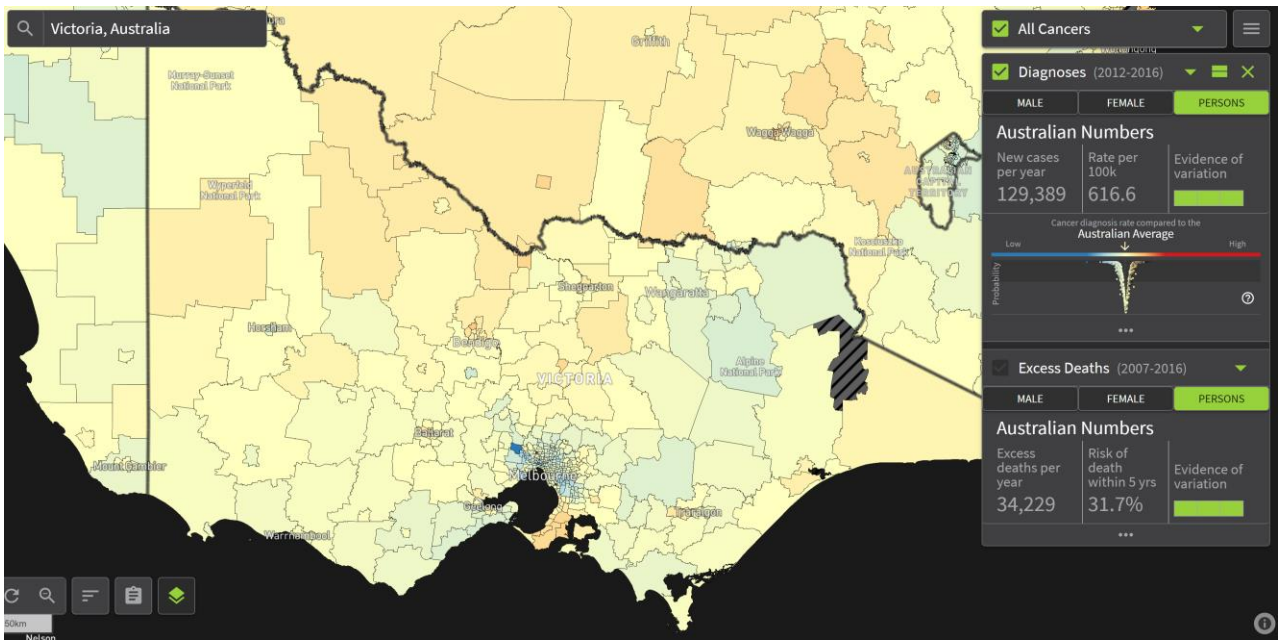 Victoria, Australia
All Cancers
Griffith
Murray-Sunset
National Park
Wagga Wagga
Wyperfeld
National Park
AUSTRALIAN
CAPITAL
TERRITORY
Kosciuszko
National Park
Shepparton
Wangaratta
Horsham
Bendigo
Alpine
National Park
VICTORIA
Ballarat
Mount Gambier
Melbourne
Geelong
Traralgon
Warrnambool
50km
Nelson
Diagnoses (2012-2016)
MALE FEMALE PERSONS
Australian Numbers
New cases per year
129,389
Rate per 100k
616.6
Evidence of variation
Cancer diagnosis rate compared to the
Australian Average
Low High
Probability
Excess Deaths (2007-2016)
MALE FEMALE PERSONS
Australian Numbers
Excess deaths per year
34,229
Risk of death within 5 yrs
31.7%
Evidence of variation